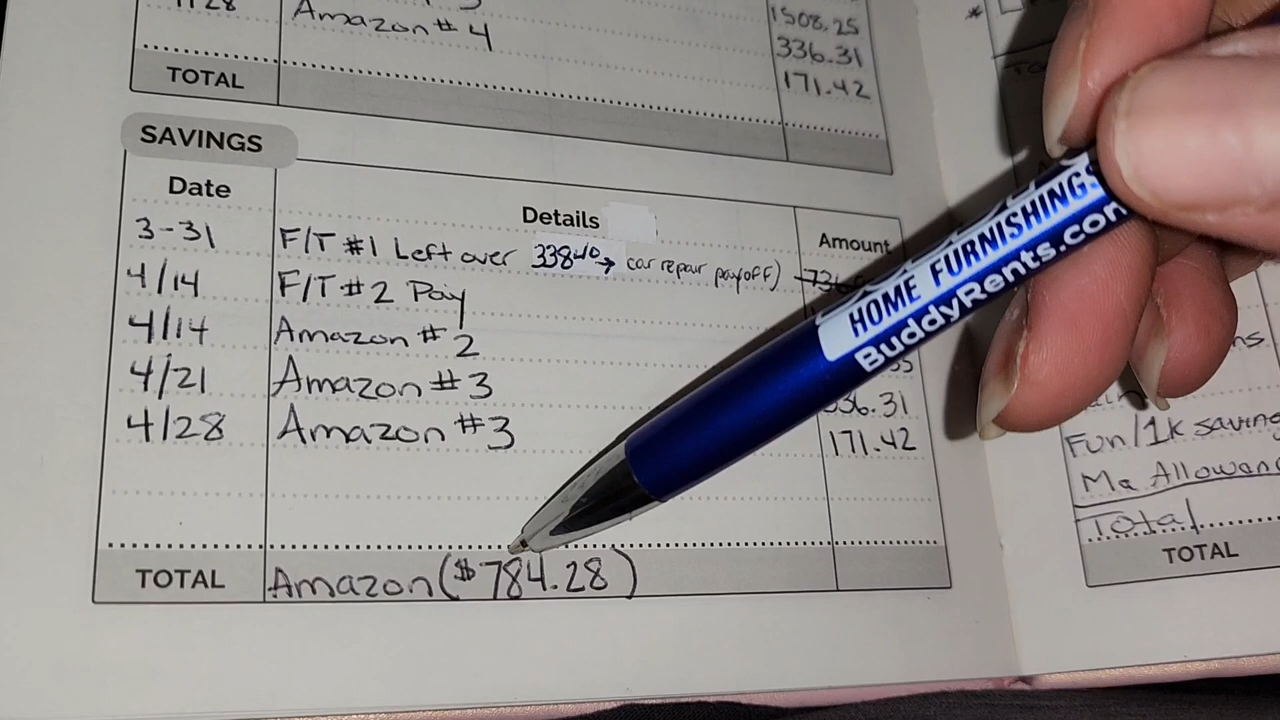 Amazon #4
1508.25
336.31
171.42
TOTAL
SAVINGS
Date Details Amount
3-31 F/T #1 Left over 338.40 → car repair payoff)
4/14 F/T #2 Pay
4/14 Amazon #2
4/21 Amazon #3 336.31
4/28 Amazon #3 171.42
TOTAL Amazon ($784.28)
HOME FURNISHINGS
BuddyRents.com
Fun/1K saving
Ma Allowan
Total
TOTAL